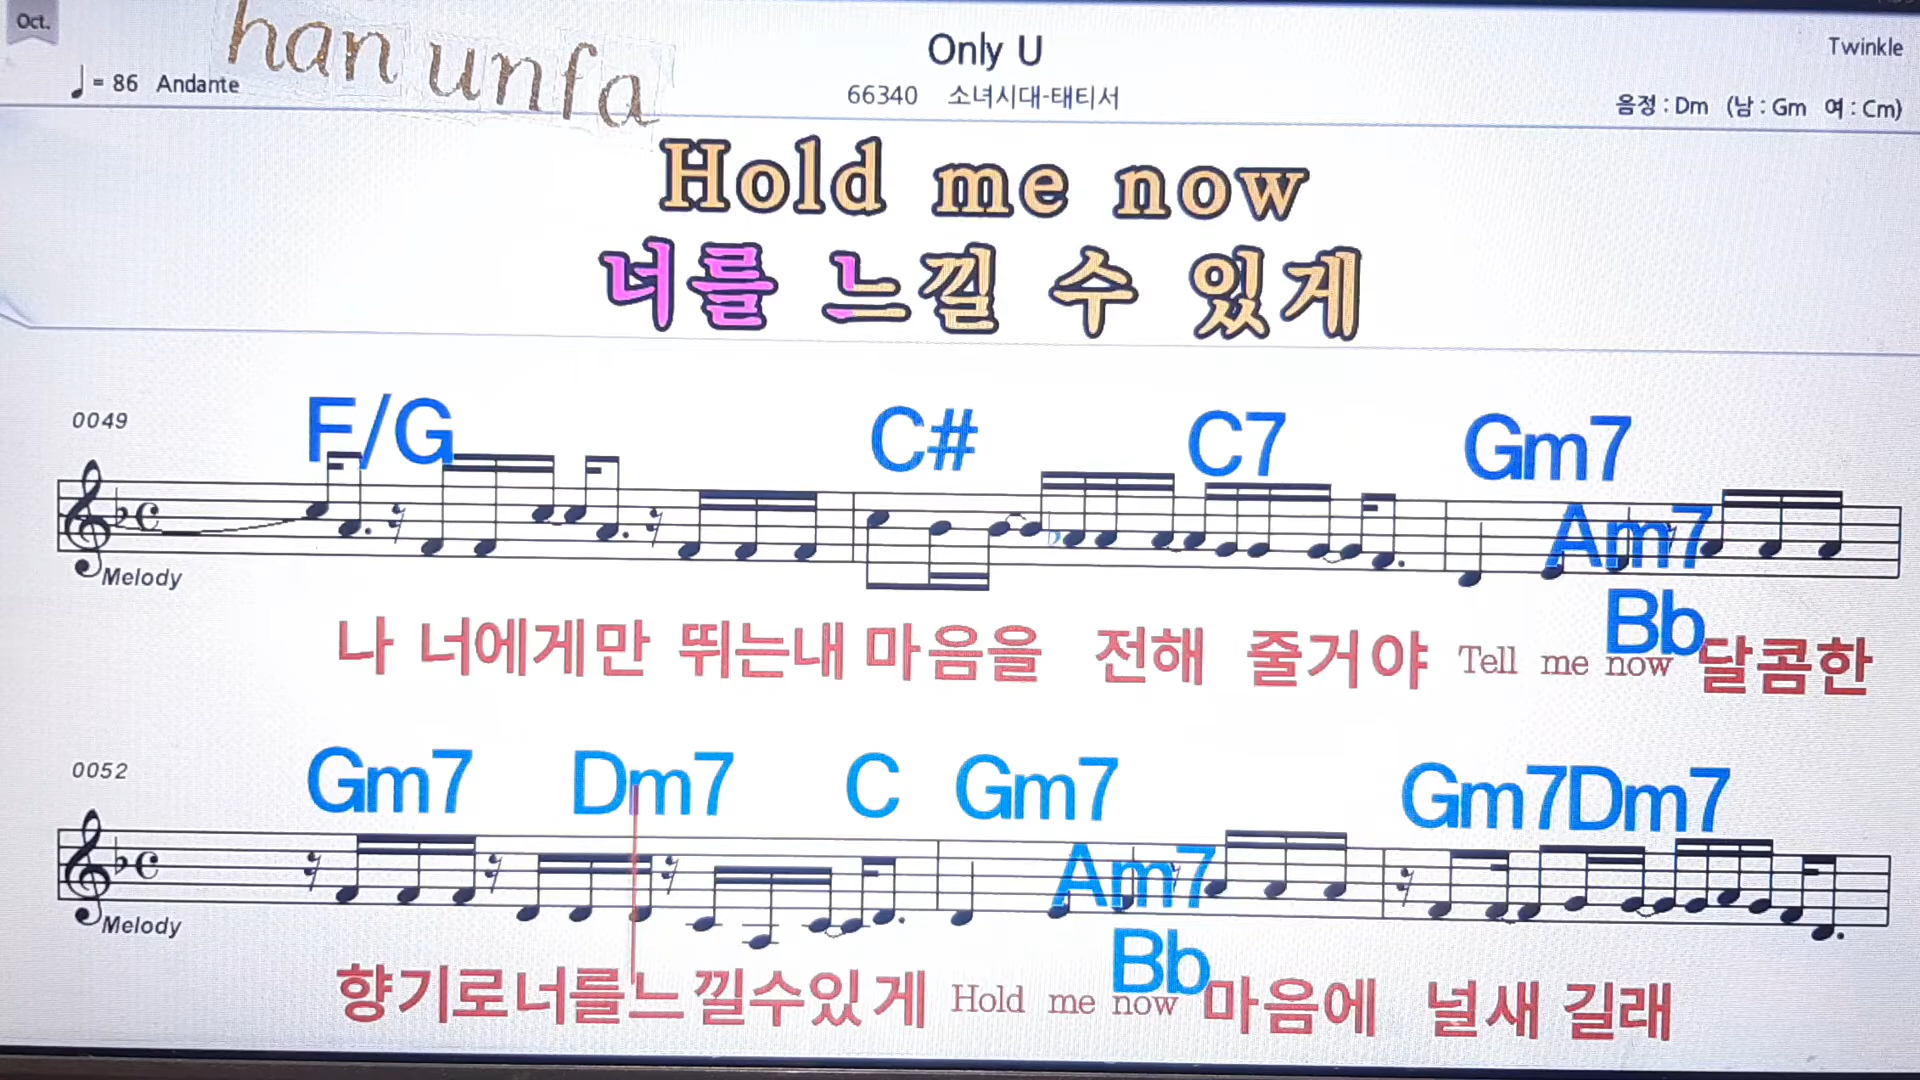 Oct.
han unfa
Only U
Twinkle
♩ = 86 Andante
66340 소녀시대-태티서
음정 : Dm (남 : Gm 여 : Cm)
Hold me now
너를 느낄 수 있게
0049
F/G C# C7 Gm7
Am7
Bb
Melody
나 너에게만 뛰는내 마음을 전해 줄거야 Tell me now 달콤한
0052
Gm7 Dm7 C Gm7 Gm7Dm7
Am7
Bb
Melody
향기로너를느낄수있게 Hold me now 마음에 널새길래